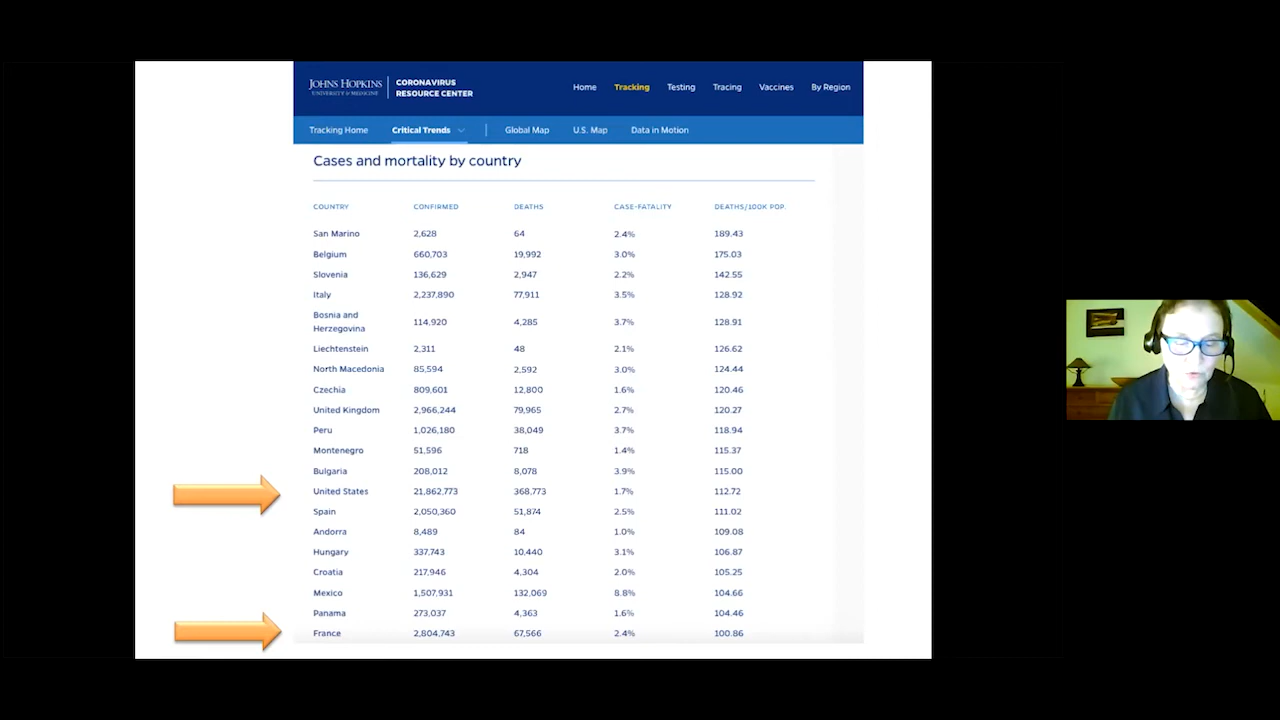 JOHNS HOPKINS
UNIVERSITY & MEDICINE
CORONAVIRUS
RESOURCE CENTER
Home Tracking Testing Tracing Vaccines By Region
Tracking Home Critical Trends Global Map U.S. Map Data in Motion
Cases and mortality by country
COUNTRY CONFIRMED DEATHS CASE-FATALITY DEATHS/100K POP.
San Marino 2,628 64 2.4% 189.43
Belgium 660,703 19,992 3.0% 175.03
Slovenia 136,629 2,947 2.2% 142.55
Italy 2,237,890 77,911 3.5% 128.92
Bosnia and
Herzegovina 114,920 4,285 3.7% 128.91
Liechtenstein 2,311 48 2.1% 126.62
North Macedonia 85,594 2,592 3.0% 124.44
Czechia 809,601 12,800 1.6% 120.46
United Kingdom 2,966,244 79,965 2.7% 120.27
Peru 1,026,180 38,049 3.7% 118.94
Montenegro 51,596 718 1.4% 115.37
Bulgaria 208,012 8,078 3.9% 115.00
United States 21,862,773 368,773 1.7% 112.72
Spain 2,050,360 51,874 2.5% 111.02
Andorra 8,489 84 1.0% 109.08
Hungary 337,743 10,440 3.1% 106.87
Croatia 217,946 4,304 2.0% 105.25
Mexico 1,507,931 132,069 8.8% 104.66
Panama 273,037 4,363 1.6% 104.46
France 2,804,743 67,566 2.4% 100.86